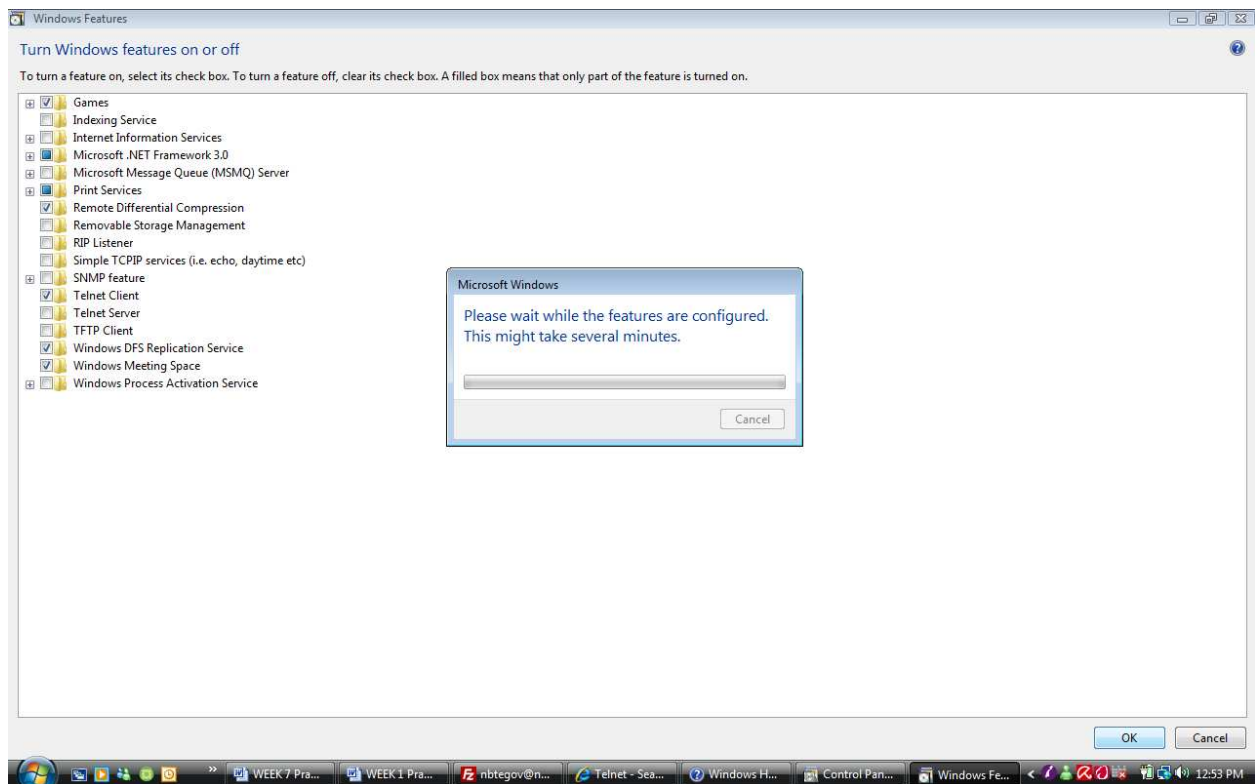 Windows Features
Turn Windows features on or off
To turn a feature on, select its check box. To turn a feature off, clear its check box. A filled box means that only part of the feature is turned on.
Games
Indexing Service
Internet Information Services
Microsoft .NET Framework 3.0
Microsoft Message Queue (MSMQ) Server
Print Services
Remote Differential Compression
Removable Storage Management
RIP Listener
Simple TCPIP services (i.e. echo, daytime etc)
SNMP feature
Telnet Client
Telnet Server
TFTP Client
Windows DFS Replication Service
Windows Meeting Space
Windows Process Activation Service
Microsoft Windows
Please wait while the features are configured.
This might take several minutes.
Cancel
OK Cancel
WEEK 7 Pra... WEEK 1 Pra... nbtegov@n... Telnet - Sea... Windows H... Control Pan... Windows Fe... 12:53 PM